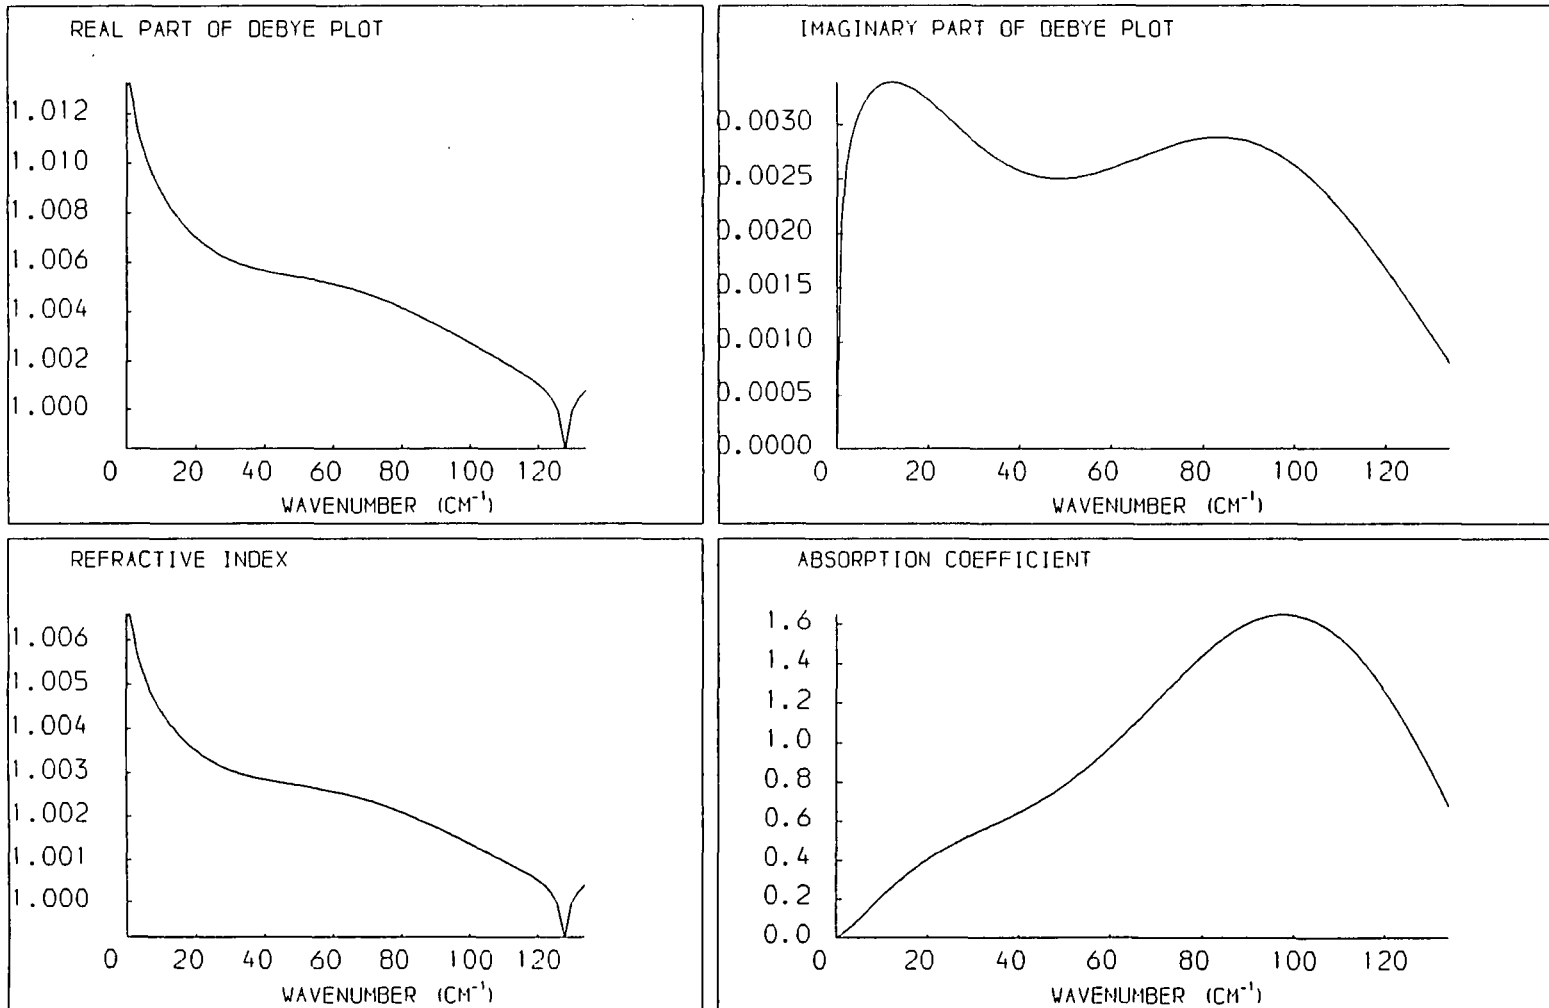 REAL PART OF DEBYE PLOT
1.012
1.010
1.008
1.006
1.004
1.002
1.000
0 20 40 60 80 100 120
WAVENUMBER (CM⁻¹)
IMAGINARY PART OF DEBYE PLOT
0.0030
0.0025
0.0020
0.0015
0.0010
0.0005
0.0000
0 20 40 60 80 100 120
WAVENUMBER (CM⁻¹)
REFRACTIVE INDEX
1.006
1.005
1.004
1.003
1.002
1.001
1.000
0 20 40 60 80 100 120
WAVENUMBER (CM⁻¹)
ABSORPTION COEFFICIENT
1.6
1.4
1.2
1.0
0.8
0.6
0.4
0.2
0.0
0 20 40 60 80 100 120
WAVENUMBER (CM⁻¹)